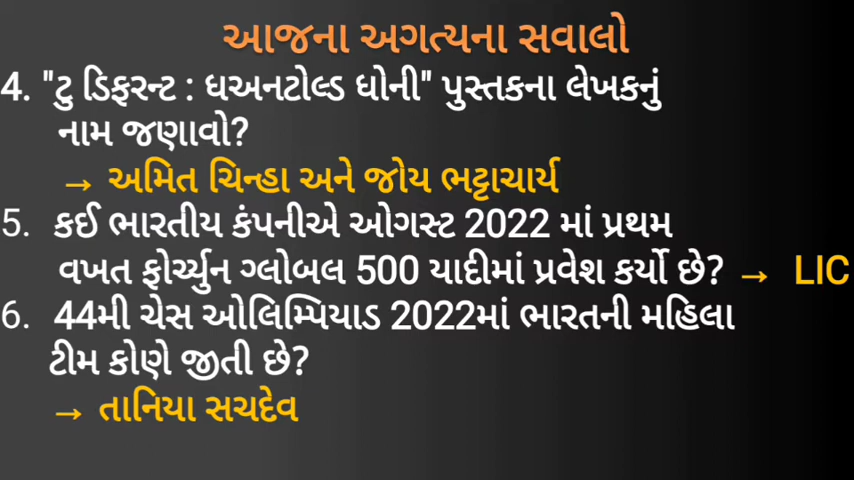 આજના અગત્યના સવાલો
4. "ટુ ડિફરન્ટ : ધઅનટોલ્ડ ધોની" પુસ્તકના લેખકનું
નામ જણાવો?
→ અમિત ચિન્હા અને જોય ભટ્ટાચાર્ય
5. કઈ ભારતીય કંપનીએ ઓગસ્ટ 2022 માં પ્રથમ
વખત ફોર્ચ્યુન ગ્લોબલ 500 યાદીમાં પ્રવેશ કર્યો છે? → LIC
6. 44મી ચેસ ઓલિમ્પિયાડ 2022માં ભારતની મહિલા
ટીમ કોણે જીતી છે?
→ તાનિયા સચદેવ